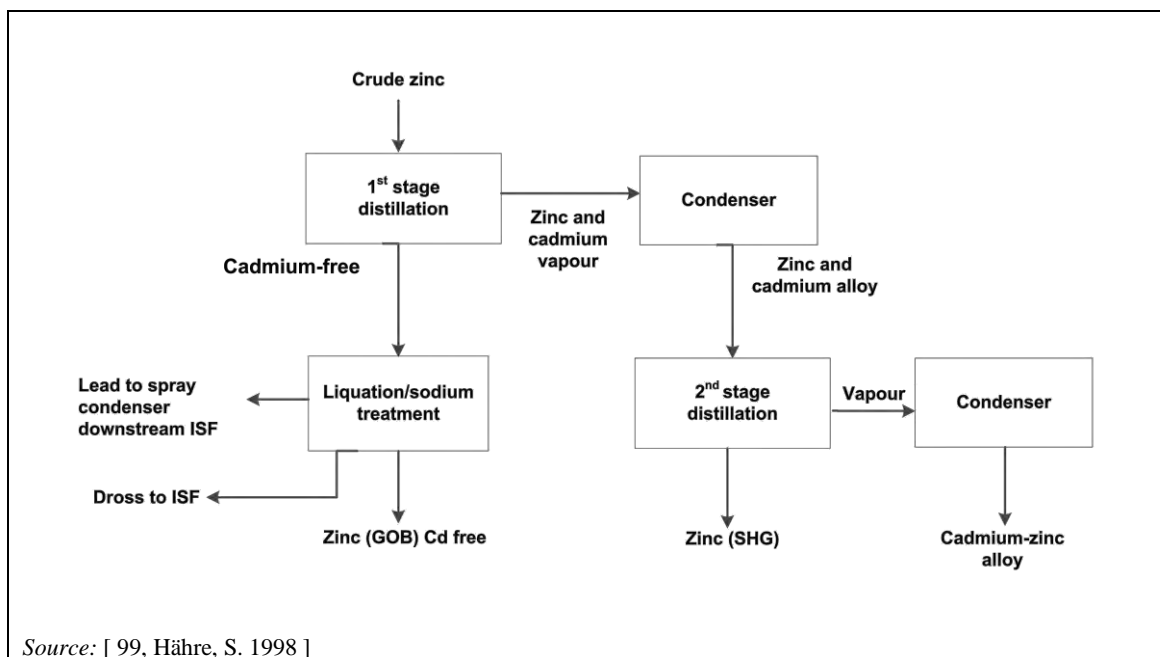 Crude zinc
1st stage
distillation
Zinc and
cadmium
vapour
Condenser
Cadmium-free
Zinc and
cadmium alloy
Lead to spray
condenser
downstream ISF
Liquation/sodium
treatment
2nd stage
distillation
Vapour
Condenser
Dross to ISF
Zinc (GOB) Cd free
Zinc (SHG)
Cadmium-zinc
alloy
Source: [ 99, Hähre, S. 1998 ]